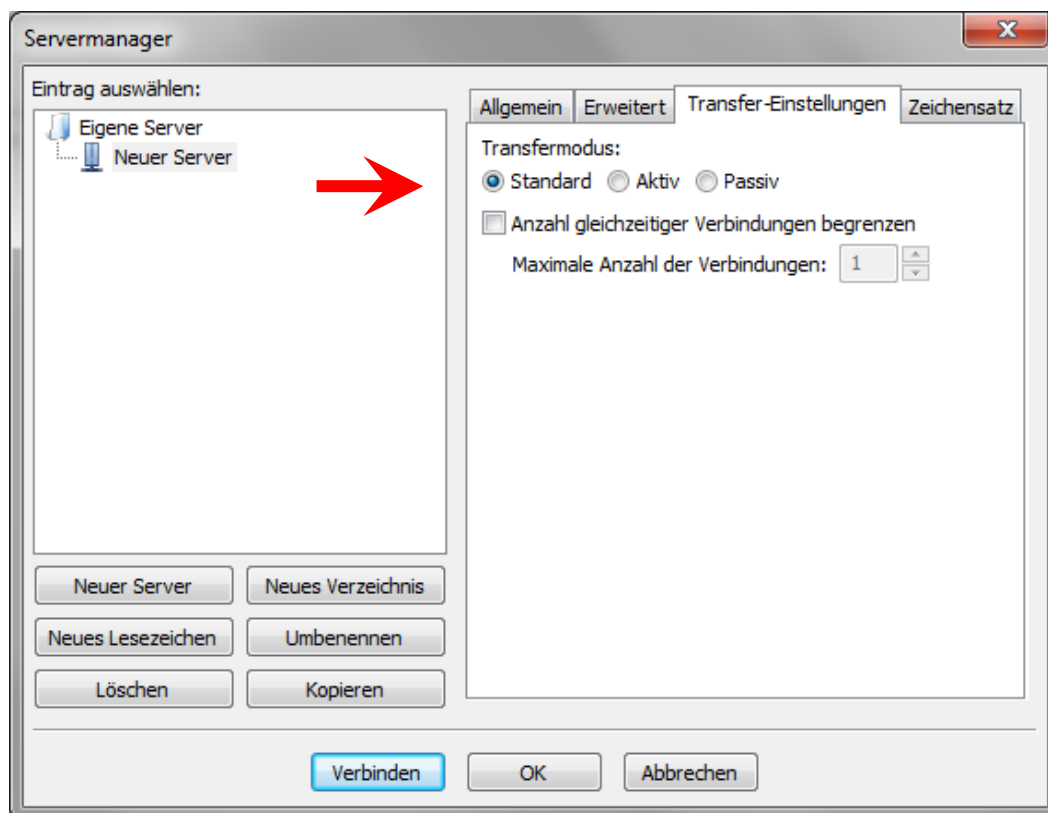 Servermanager
Eintrag auswählen:
Eigene Server
Neuer Server
Neuer Server Neues Verzeichnis
Neues Lesezeichen Umbenennen
Löschen Kopieren
Allgemein Erweitert Transfer-Einstellungen Zeichensatz
Transfermodus:
Standard Aktiv Passiv
Anzahl gleichzeitiger Verbindungen begrenzen
Maximale Anzahl der Verbindungen: 1
Verbinden OK Abbrechen